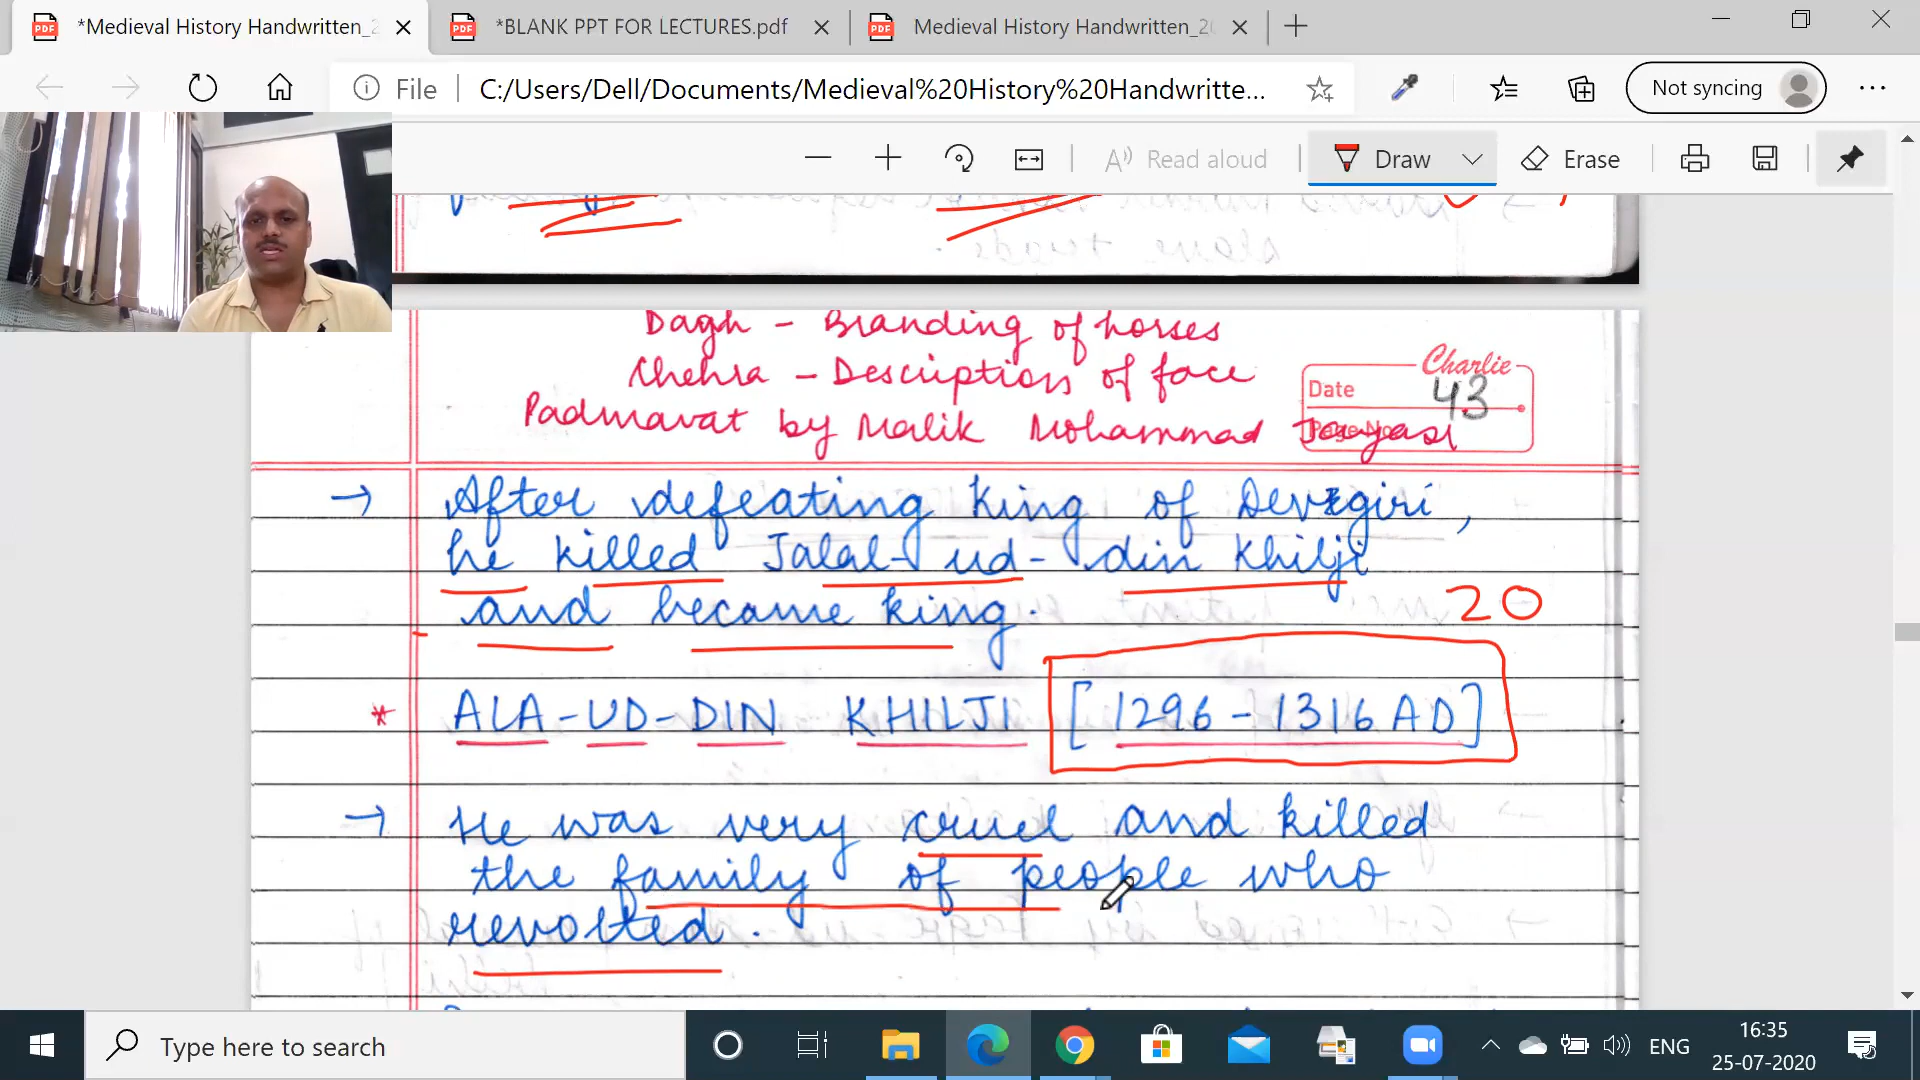 *Medieval History Handwritten_2
*BLANK PPT FOR LECTURES.pdf
Medieval History Handwritten_20
File
C:/Users/Dell/Documents/Medieval%20History%20Handwritte...
Not syncing
Read aloud
Draw
Erase
Dagh - Branding of horses
Chehra - Description of face
Padmavat by Malik Mohammad Jayasi
Charlie
Date
43
Page No.
→ After defeating king of Devagiri,
he killed Jalal-ud-din Khilji
and became king.
20
* ALA-UD-DIN KHILJI [1296-1316 AD]
→ He was very cruel and killed
the family of people who
revolted.
Type here to search
ENG
16:35
25-07-2020